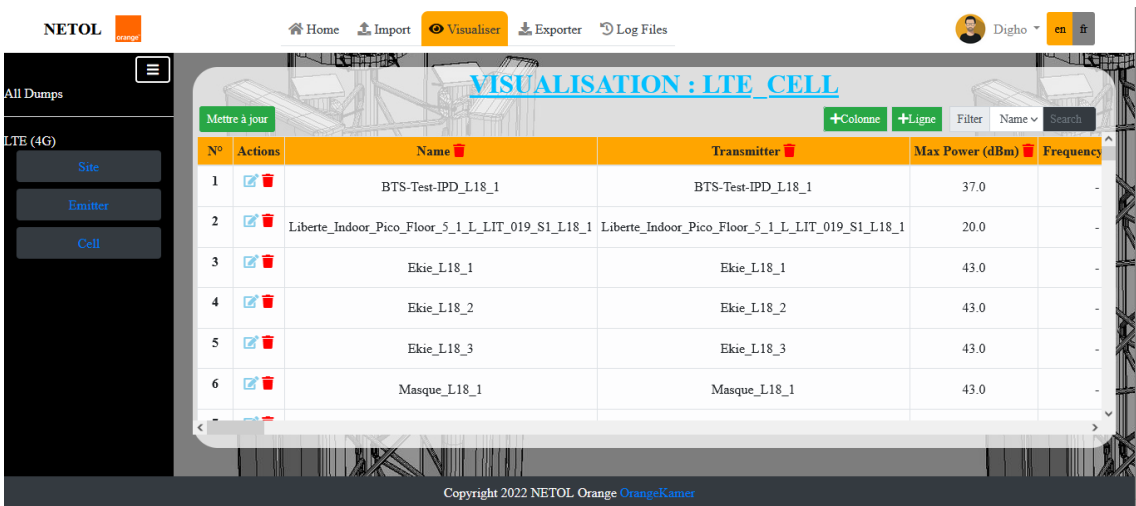 NETOL orange Home Import Visualiser Exporter Log Files Digho en fr
All Dumps
LTE (4G)
Site
Emitter
Cell
VISUALISATION : LTE_CELL
Mettre à jour +Colonne +Ligne Filter Name Search
N° Actions Name Transmitter Max Power (dBm) Frequency
1 BTS-Test-IPD_L18_1 BTS-Test-IPD_L18_1 37.0 -
2 Liberte_Indoor_Pico_Floor_5_1_L_LIT_019_S1_L18_1 Liberte_Indoor_Pico_Floor_5_1_L_LIT_019_S1_L18_1 20.0 -
3 Ekie_L18_1 Ekie_L18_1 43.0 -
4 Ekie_L18_2 Ekie_L18_2 43.0 -
5 Ekie_L18_3 Ekie_L18_3 43.0 -
6 Masque_L18_1 Masque_L18_1 43.0 -
Copyright 2022 NETOL Orange OrangeKamer